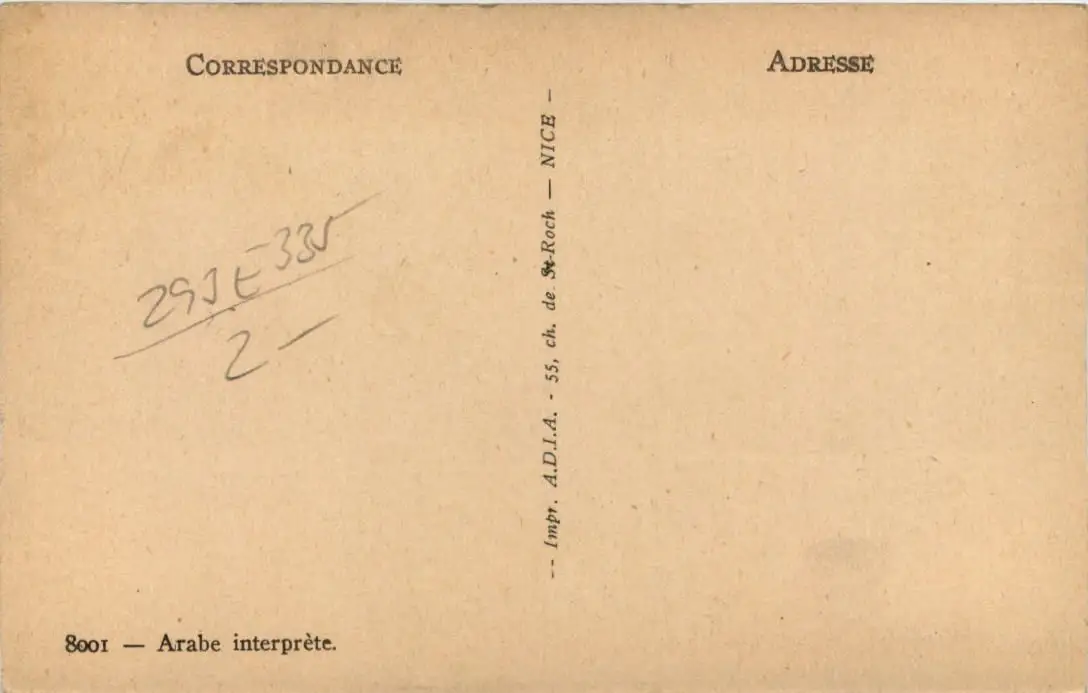 CORRESPONDANCE
ADRESSE
-- Impr. A.D.I.A. - 55, ch. de St-Roch — NICE -
293E-335
2 -
8001 — Arabe interprète.